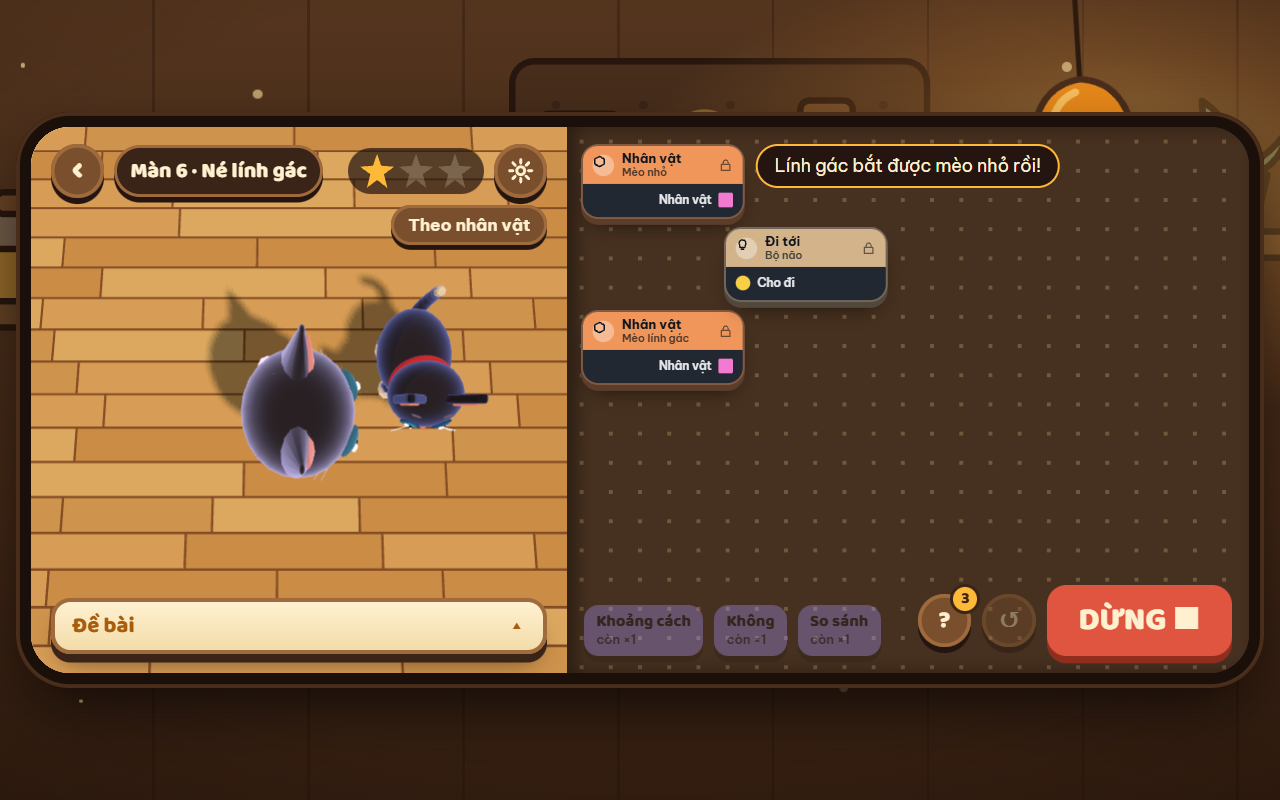 Màn 6 · Né lính gác
Theo nhân vật
Đề bài
Nhân vật
Mèo nhỏ
Nhân vật
Lính gác bắt được mèo nhỏ rồi!
Đi tới
Bộ não
Cho đi
Nhân vật
Mèo lính gác
Nhân vật
Khoảng cách
còn ×1
Không
còn ×1
So sánh
còn ×1
?
3
DỪNG